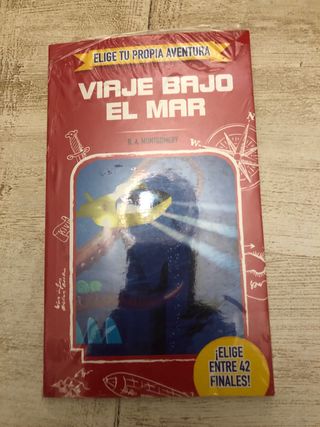 ELIGE TU PROPIA AVENTURA
VIAJE BAJO
EL MAR
R. A. MONTGOMERY
¡ELIGE
ENTRE 42
FINALES!